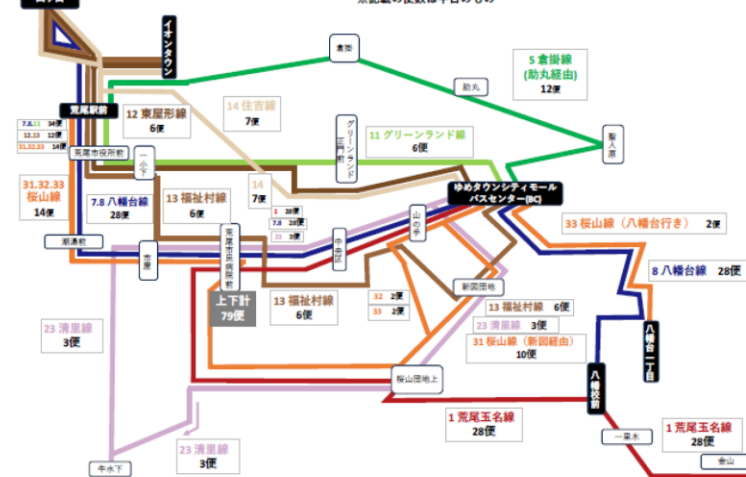 イオンタウン
倉掛
5 倉掛線
(助丸経由)
12便
助丸
荒尾駅前
12 東屋形線
6便
14 住吉線
7便
グリーンランド
正門前
11 グリーンランド線
6便
聖人原
7.8.11 34便
12.13 12便
31.32.33 14便
荒尾市役所前
一小下
31.32.33
桜山線
14便
7.8 八幡台線
28便
13 福祉村線
6便
14
7便
1 28便
7.8 28便
23 3便
ゆめタウンシティモール
バスセンター(BC)
山の手
33 桜山線（八幡台行き） 2便
潮湯前
市屋
荒尾市民病院前
中央区
8 八幡台線 28便
新図団地
上下計
79便
13 福祉村線
6便
32 2便
33 2便
13 福祉村線 6便
23 清里線 3便
31 桜山線（新図経由）
10便
23 清里線
3便
八幡台一丁目
桜山団地上
八幡校前
1 荒尾玉名線
28便
一里木
1 荒尾玉名線
28便
金山
23 清里線
3便
牛水下